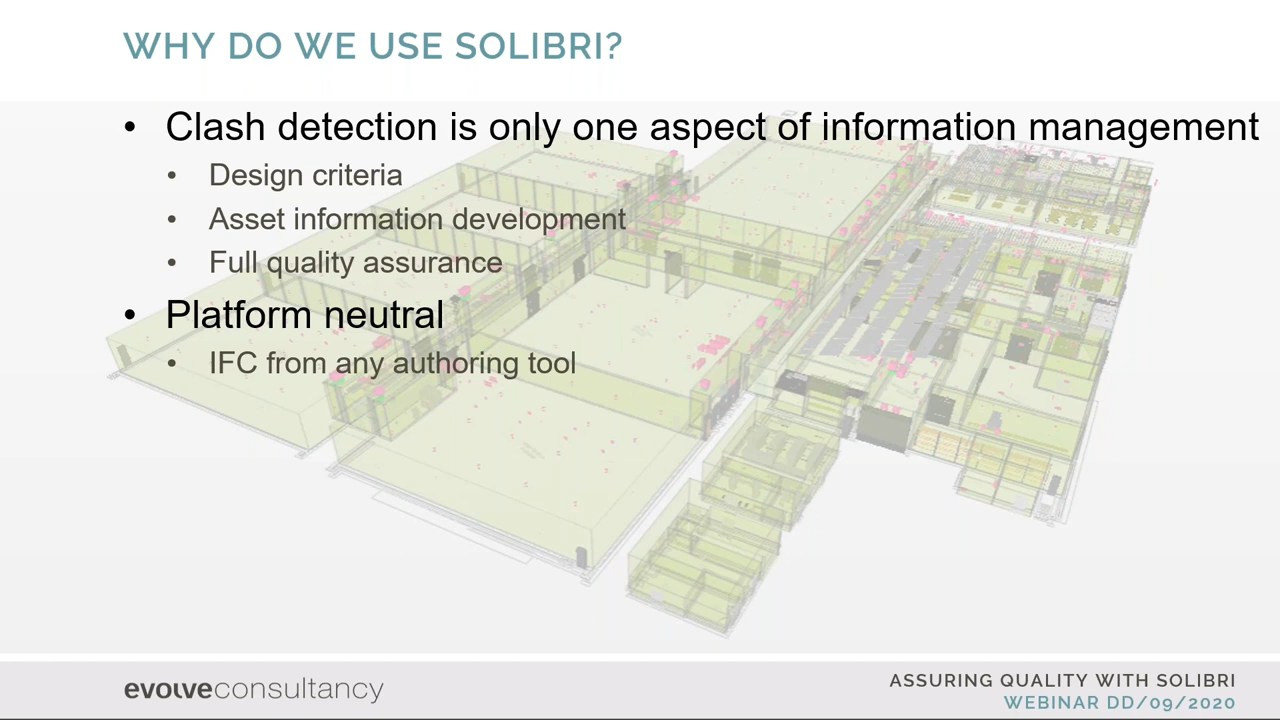 WHY DO WE USE SOLIBRI?
• Clash detection is only one aspect of information management
• Design criteria
• Asset information development
• Full quality assurance
• Platform neutral
• IFC from any authoring tool
evolveconsultancy
ASSURING QUALITY WITH SOLIBRI
WEBINAR DD/09/2020